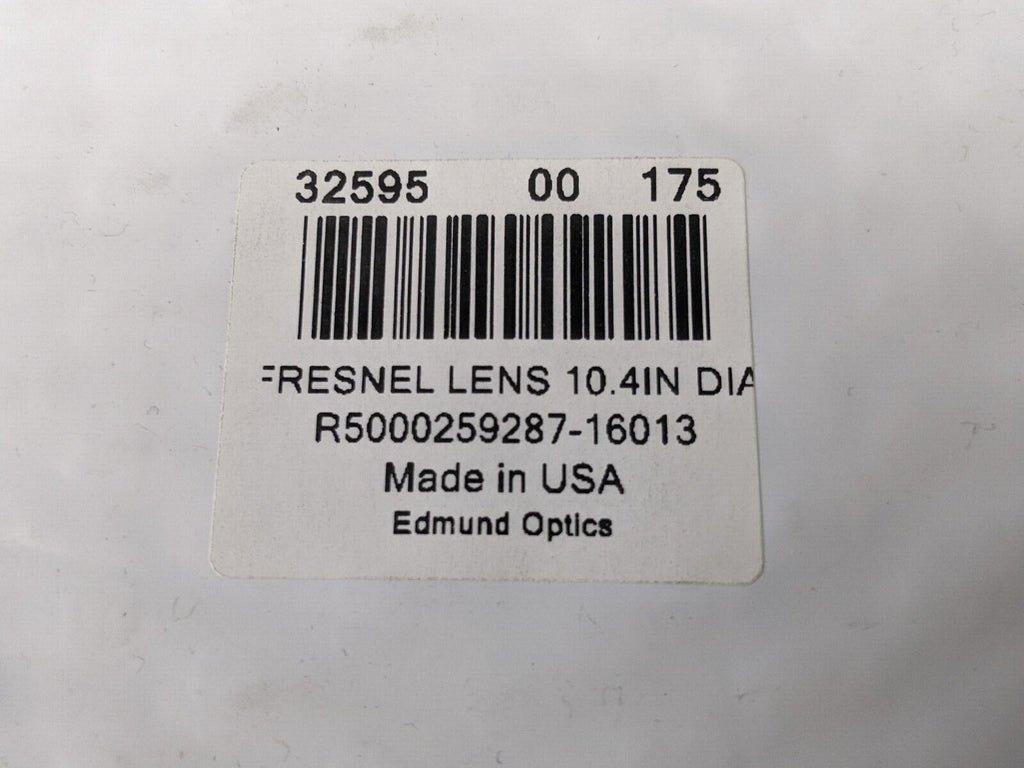 32595 00 175
FRESNEL LENS 10.4IN DIA
R5000259287-16013
Made in USA
Edmund Optics